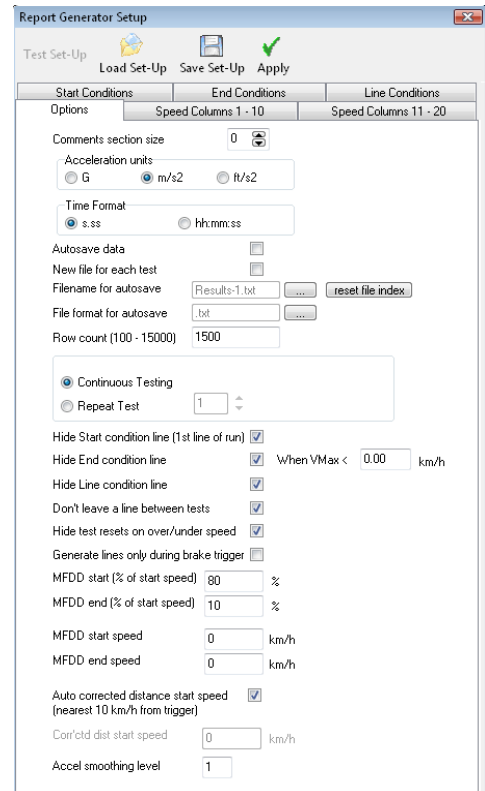 Report Generator Setup
Test Set-Up
Load Set-Up Save Set-Up Apply
Start Conditions End Conditions Line Conditions
Options Speed Columns 1 - 10 Speed Columns 11 - 20
Comments section size 0
Acceleration units
G m/s2 ft/s2
Time Format
s.ss hh:mm:ss
Autosave data
New file for each test
Filename for autosave Results-1.txt ... reset file index
File format for autosave .txt ...
Row count (100 - 15000) 1500
Continuous Testing
Repeat Test 1
Hide Start condition line (1st line of run)
Hide End condition line When VMax < 0.00 km/h
Hide Line condition line
Don't leave a line between tests
Hide test resets on over/under speed
Generate lines only during brake trigger
MFDD start (% of start speed) 80 %
MFDD end (% of start speed) 10 %
MFDD start speed 0 km/h
MFDD end speed 0 km/h
Auto corrected distance start speed
(nearest 10 km/h from trigger)
Corr'ctd dist start speed 0 km/h
Accel smoothing level 1